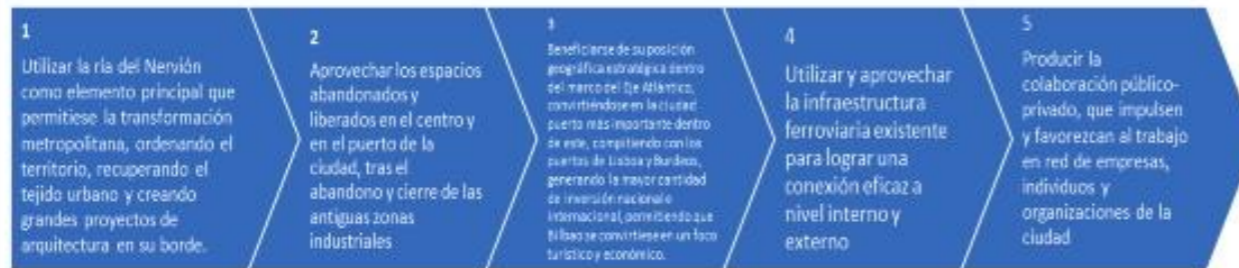 1
Utilizar la ría del Nervión
como elemento principal que
permitiese la transformación
metropolitana, ordenando el
territorio, recuperando el
tejido urbano y creando
grandes proyectos de
arquitectura en su borde.
2
Aprovechar los espacios
abandonados y
liberados en el centro y
en el puerto de la
ciudad, tras el
abandono y cierre de las
antiguas zonas
industriales
3
Beneficiarse de su posición
geográfica estratégica dentro
del marco del Eje Atlántico,
convirtiéndose en la ciudad
puerto más importante dentro
de este, compitiendo con los
puertos de Lisboa y Burdeos,
generando la mayor cantidad
de inversión nacional e
internacional, permitiendo que
Bilbao se convirtiese en un foco
turístico y económico.
4
Utilizar y aprovechar
la infraestructura
ferroviaria existente
para lograr una
conexión eficaz a
nivel interno y
externo
5
Producir la
colaboración público-
privado, que impulsen
y favorezcan al trabajo
en red de empresas,
individuos y
organizaciones de la
ciudad